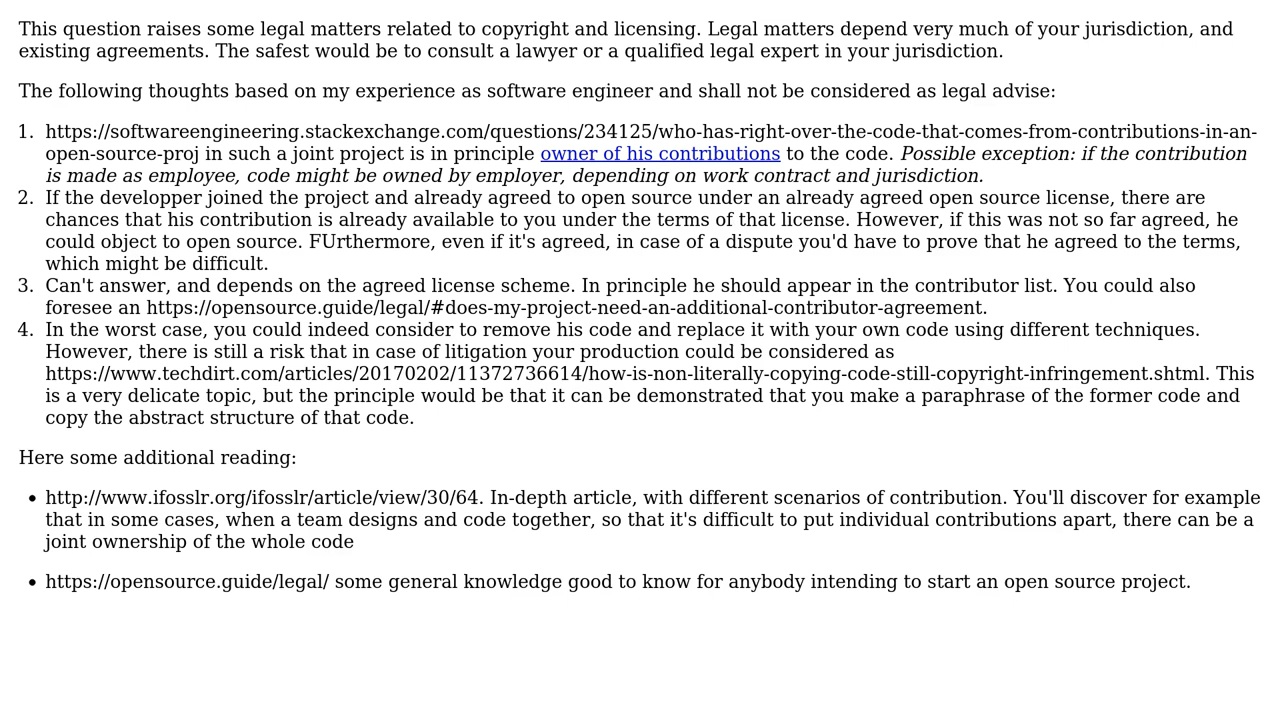 This question raises some legal matters related to copyright and licensing. Legal matters depend very much of your jurisdiction, and
existing agreements. The safest would be to consult a lawyer or a qualified legal expert in your jurisdiction.
The following thoughts based on my experience as software engineer and shall not be considered as legal advise:
1. https://softwareengineering.stackexchange.com/questions/234125/who-has-right-over-the-code-that-comes-from-contributions-in-an-
open-source-proj in such a joint project is in principle owner of his contributions to the code. Possible exception: if the contribution
is made as employee, code might be owned by employer, depending on work contract and jurisdiction.
2. If the developper joined the project and already agreed to open source under an already agreed open source license, there are
chances that his contribution is already available to you under the terms of that license. However, if this was not so far agreed, he
could object to open source. FUrthermore, even if it's agreed, in case of a dispute you'd have to prove that he agreed to the terms,
which might be difficult.
3. Can't answer, and depends on the agreed license scheme. In principle he should appear in the contributor list. You could also
foresee an https://opensource.guide/legal/#does-my-project-need-an-additional-contributor-agreement.
4. In the worst case, you could indeed consider to remove his code and replace it with your own code using different techniques.
However, there is still a risk that in case of litigation your production could be considered as
https://www.techdirt.com/articles/20170202/11372736614/how-is-non-literally-copying-code-still-copyright-infringement.shtml. This
is a very delicate topic, but the principle would be that it can be demonstrated that you make a paraphrase of the former code and
copy the abstract structure of that code.
Here some additional reading:
• http://www.ifosslr.org/ifosslr/article/view/30/64. In-depth article, with different scenarios of contribution. You'll discover for example
that in some cases, when a team designs and code together, so that it's difficult to put individual contributions apart, there can be a
joint ownership of the whole code
• https://opensource.guide/legal/ some general knowledge good to know for anybody intending to start an open source project.